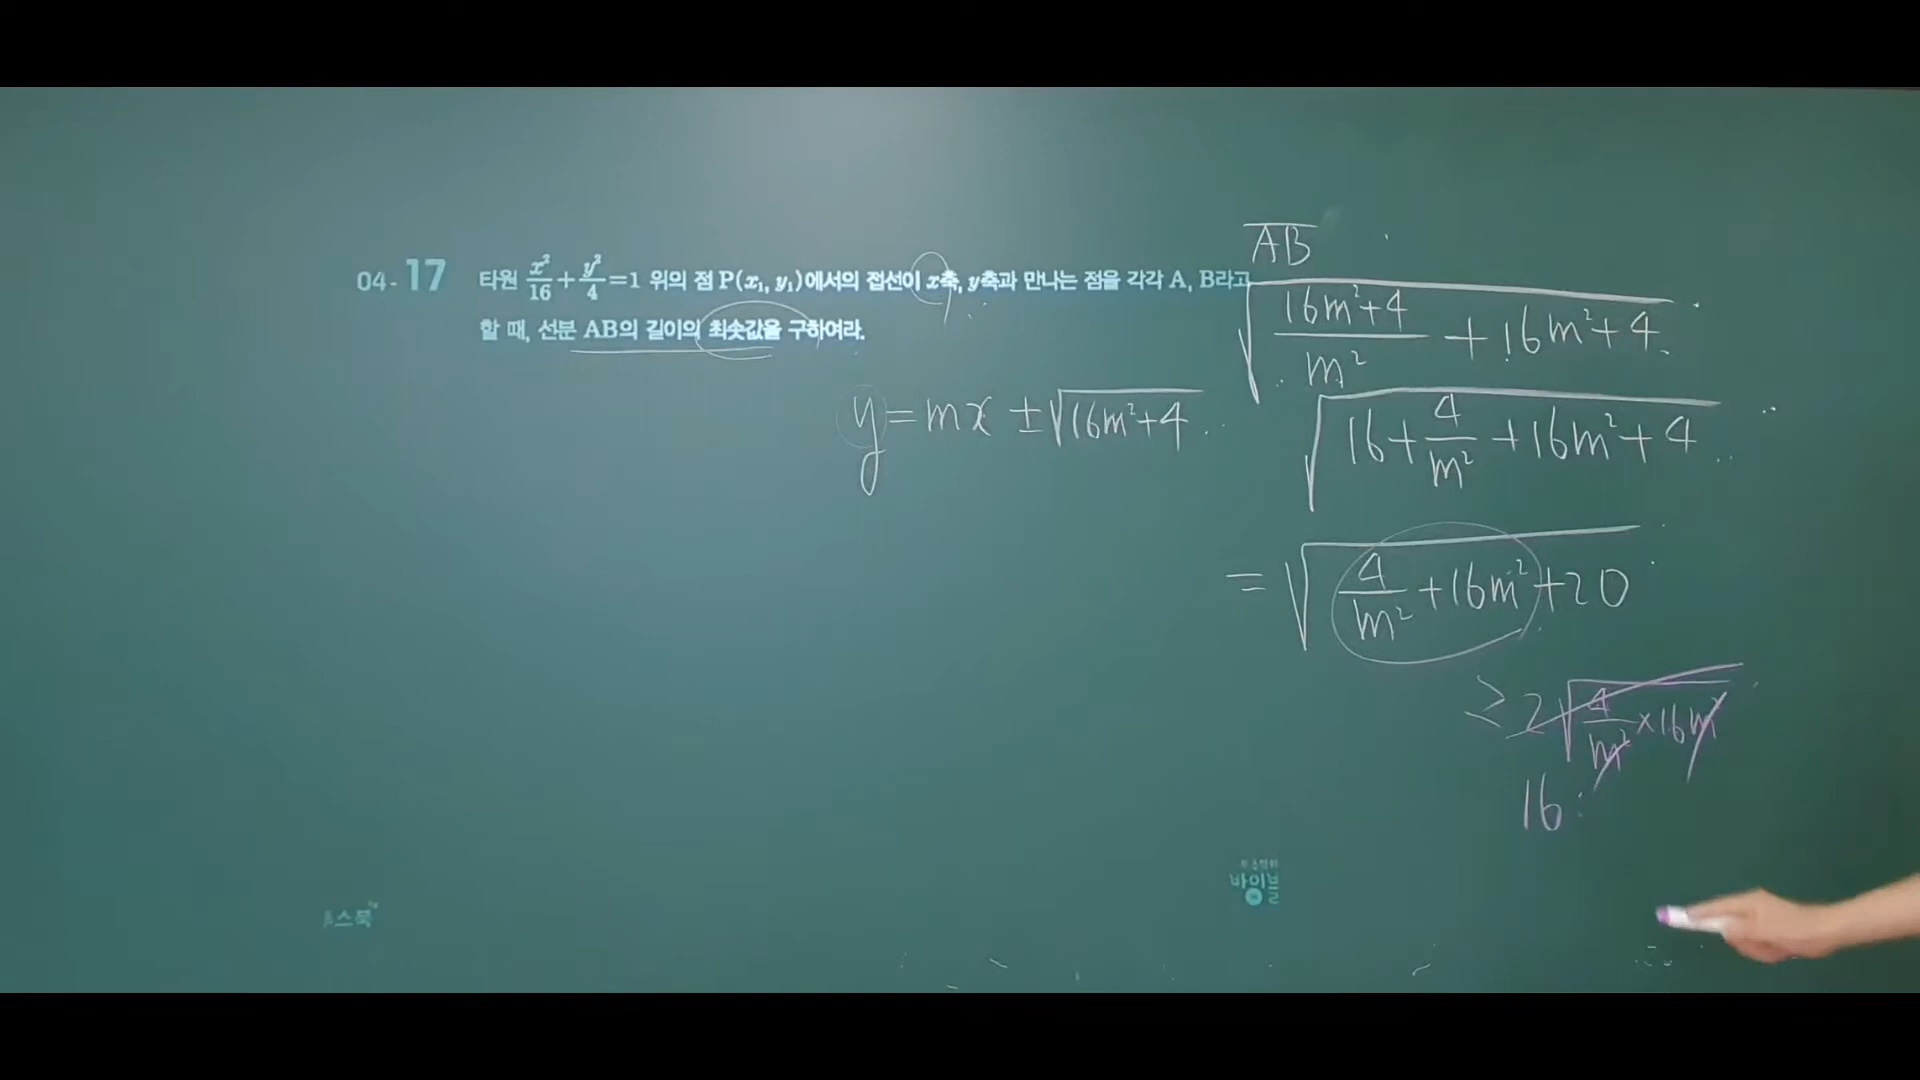 04-17 타원 x²/16 + y²/4 = 1 위의 점 P(x₁, y₁)에서의 접선이 x축, y축과 만나는 점을 각각 A, B라고
할 때, 선분 AB의 길이의 최솟값을 구하여라.
y = mx ± √(16m²+4)
AB
√((16m²+4)/m² + 16m²+4)
√(16 + 4/m² + 16m² + 4)
= √(4/m² + 16m² + 20)
≥ 2√(4/m² × 16m²)
16
바이블
스북